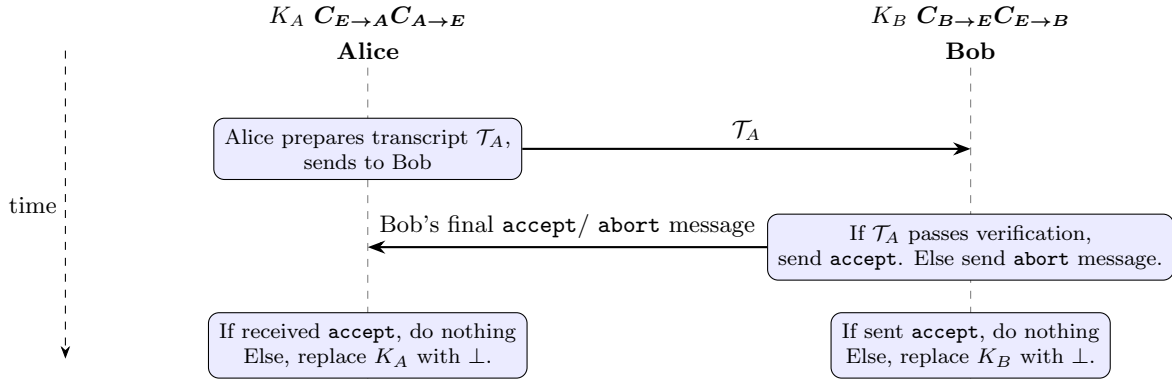 K_A C_{E→A}C_{A→E}
K_B C_{B→E}C_{E→B}
Alice
Bob
Alice prepares transcript 𝒯_A,
sends to Bob
𝒯_A
time
Bob's final accept/ abort message
If 𝒯_A passes verification,
send accept. Else send abort message.
If received accept, do nothing
Else, replace K_A with ⊥.
If sent accept, do nothing
Else, replace K_B with ⊥.